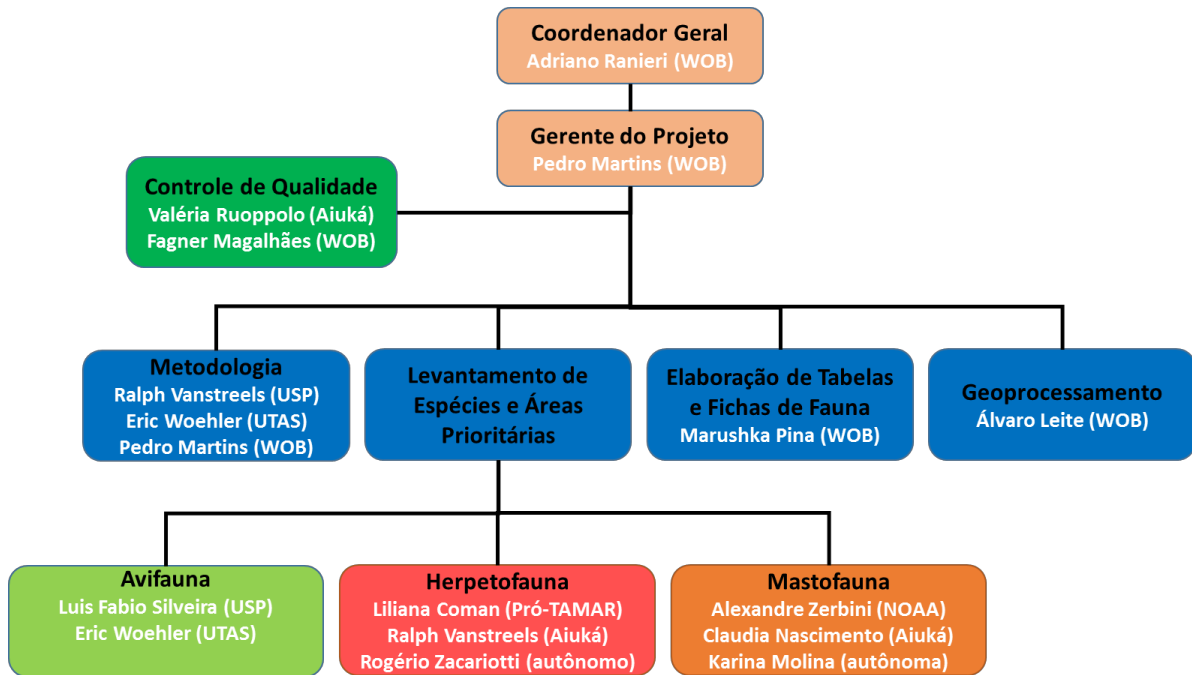 Coordenador Geral
Adriano Ranieri (WOB)
Gerente do Projeto
Pedro Martins (WOB)
Controle de Qualidade
Valéria Ruoppolo (Aiuká)
Fagner Magalhães (WOB)
Metodologia
Ralph Vanstreels (USP)
Eric Woehler (UTAS)
Pedro Martins (WOB)
Levantamento de
Espécies e Áreas
Prioritárias
Elaboração de Tabelas
e Fichas de Fauna
Marushka Pina (WOB)
Geoprocessamento
Álvaro Leite (WOB)
Avifauna
Luis Fabio Silveira (USP)
Eric Woehler (UTAS)
Herpetofauna
Liliana Coman (Pró-TAMAR)
Ralph Vanstreels (Aiuká)
Rogério Zacariotti (autônomo)
Mastofauna
Alexandre Zerbini (NOAA)
Claudia Nascimento (Aiuká)
Karina Molina (autônoma)